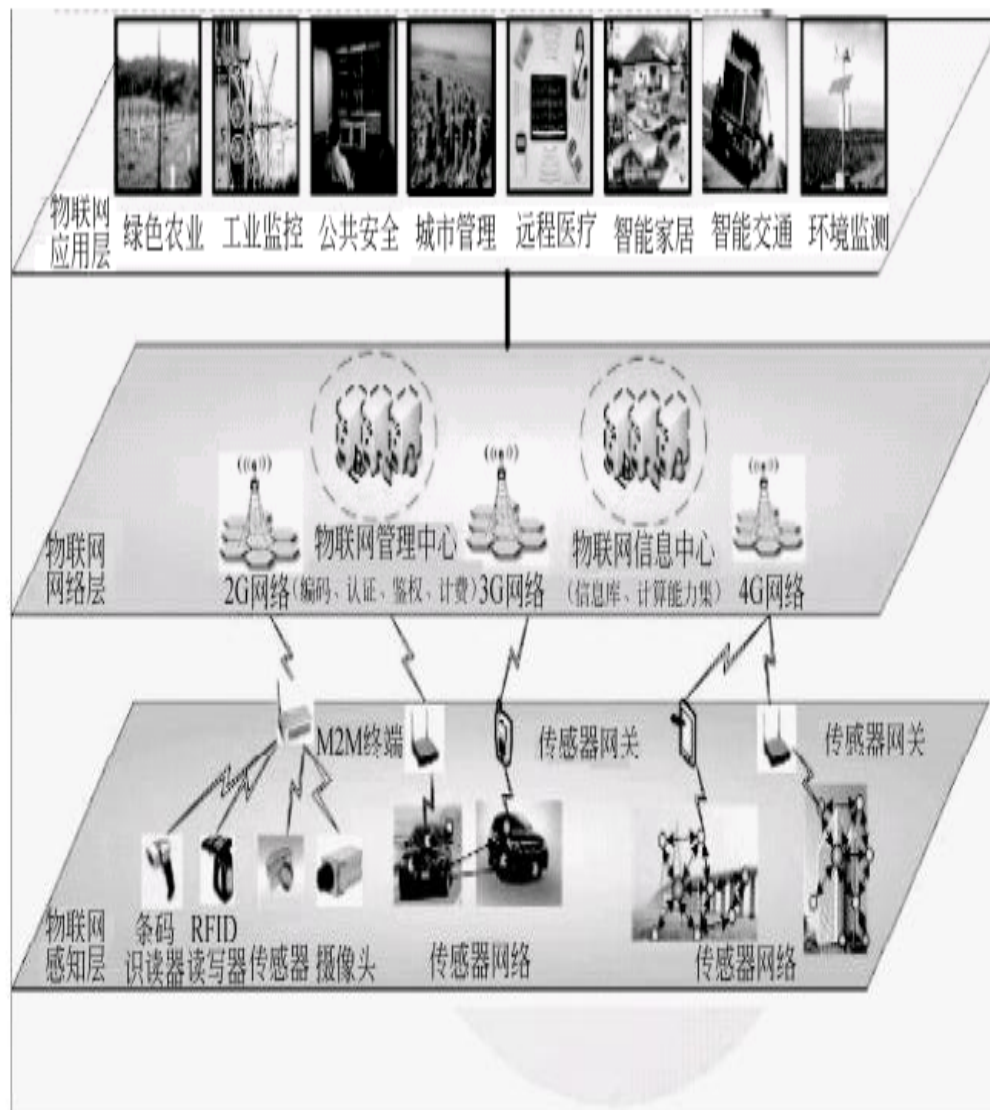 物联网
应用层
绿色农业 工业监控 公共安全 城市管理 远程医疗 智能家居 智能交通 环境监测
物联网管理中心 物联网信息中心
物联网
网络层
2G网络 (编码、认证、鉴权、计费) 3G网络 (信息库、计算能力集) 4G网络
M2M终端 传感器网关 传感器网关
物联网
感知层
条码
识读器
RFID
读写器
传感器 摄像头 传感器网络 传感器网络